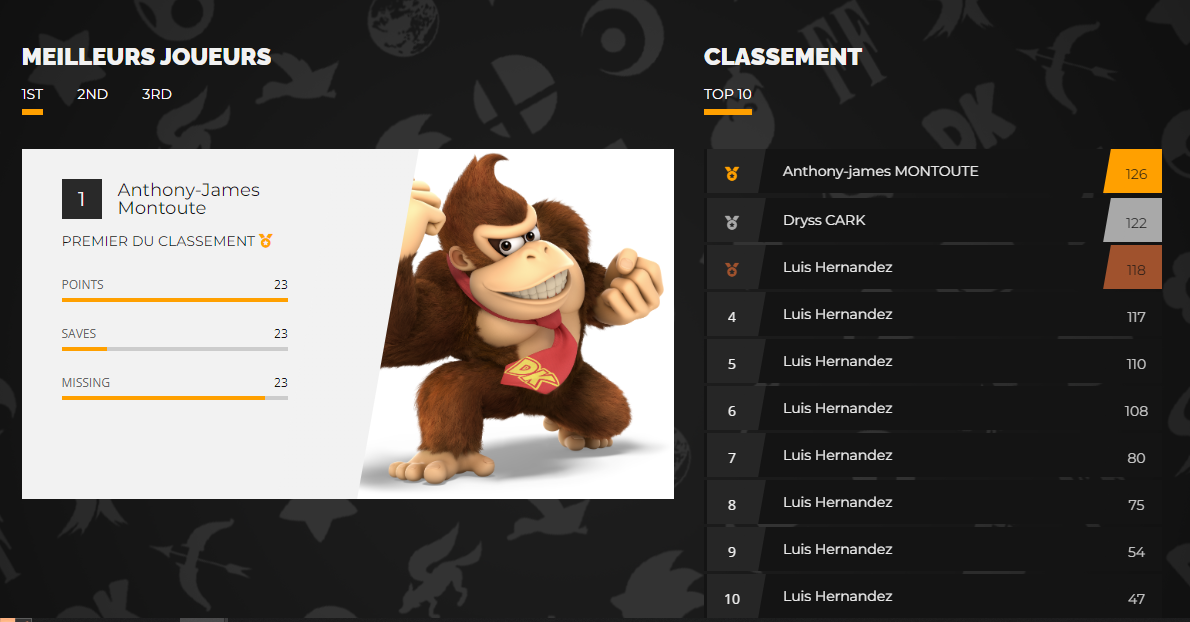 MEILLEURS JOUEURS
1ST 2ND 3RD
1
Anthony-James
Montoute
PREMIER DU CLASSEMENT
POINTS 23
SAVES 23
MISSING 23
DK
CLASSEMENT
TOP 10
Anthony-james MONTOUTE 126
Dryss CARK 122
Luis Hernandez 118
4 Luis Hernandez 117
5 Luis Hernandez 110
6 Luis Hernandez 108
7 Luis Hernandez 80
8 Luis Hernandez 75
9 Luis Hernandez 54
10 Luis Hernandez 47
FF
DK
DK